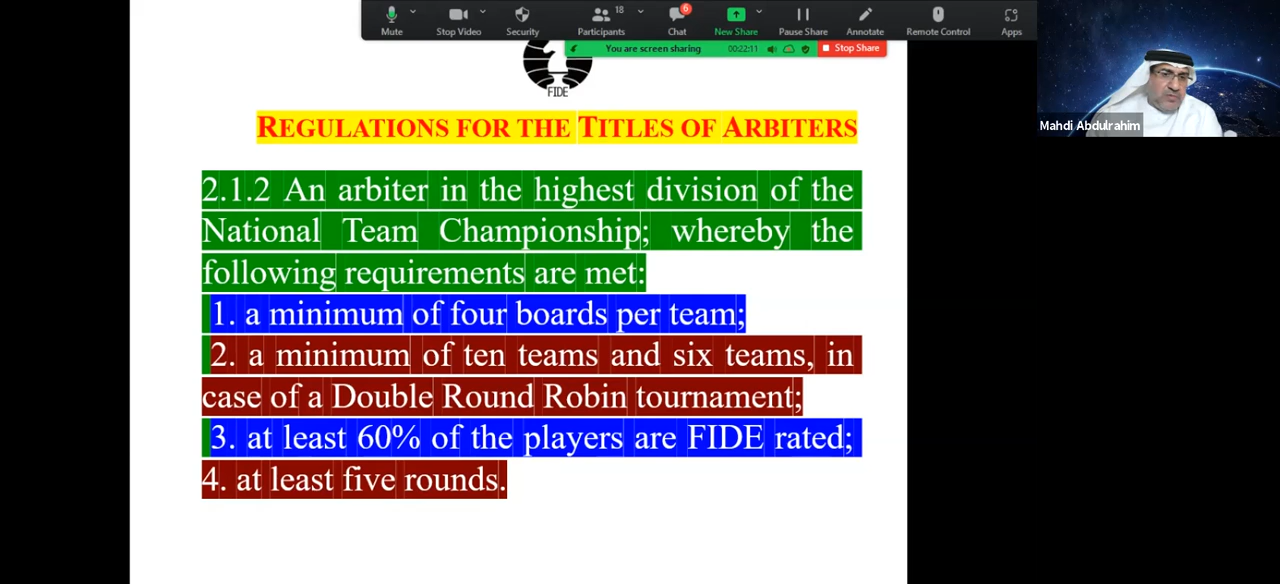 18
6
Mute
Stop Video
Security
Participants
Chat
New Share
Pause Share
Annotate
Remote Control
Apps
You are screen sharing
00:22:11
Stop Share
FIDE
Mahdi Abdulrahim
REGULATIONS FOR THE TITLES OF ARBITERS
2.1.2 An arbiter in the highest division of the
National Team Championship; whereby the
following requirements are met:
1. a minimum of four boards per team;
2. a minimum of ten teams and six teams, in
case of a Double Round Robin tournament;
3. at least 60% of the players are FIDE rated;
4. at least five rounds.